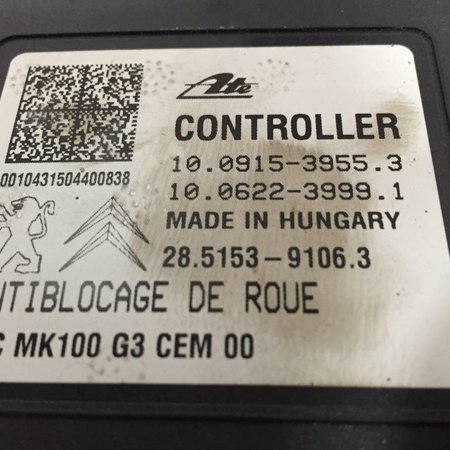 Ate
CONTROLLER
10.0915-3955.3
0010431504400838
10.0622-3999.1
MADE IN HUNGARY
28.5153-9106.3
NTIBLOCAGE DE ROUE
C MK100 G3 CEM 00